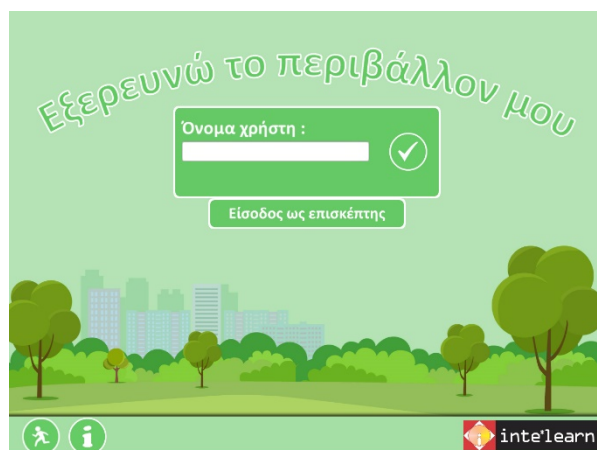 Εξερευνώ το περιβάλλον μου
Όνομα χρήστη :
Είσοδος ως επισκέπτης
inte*learn